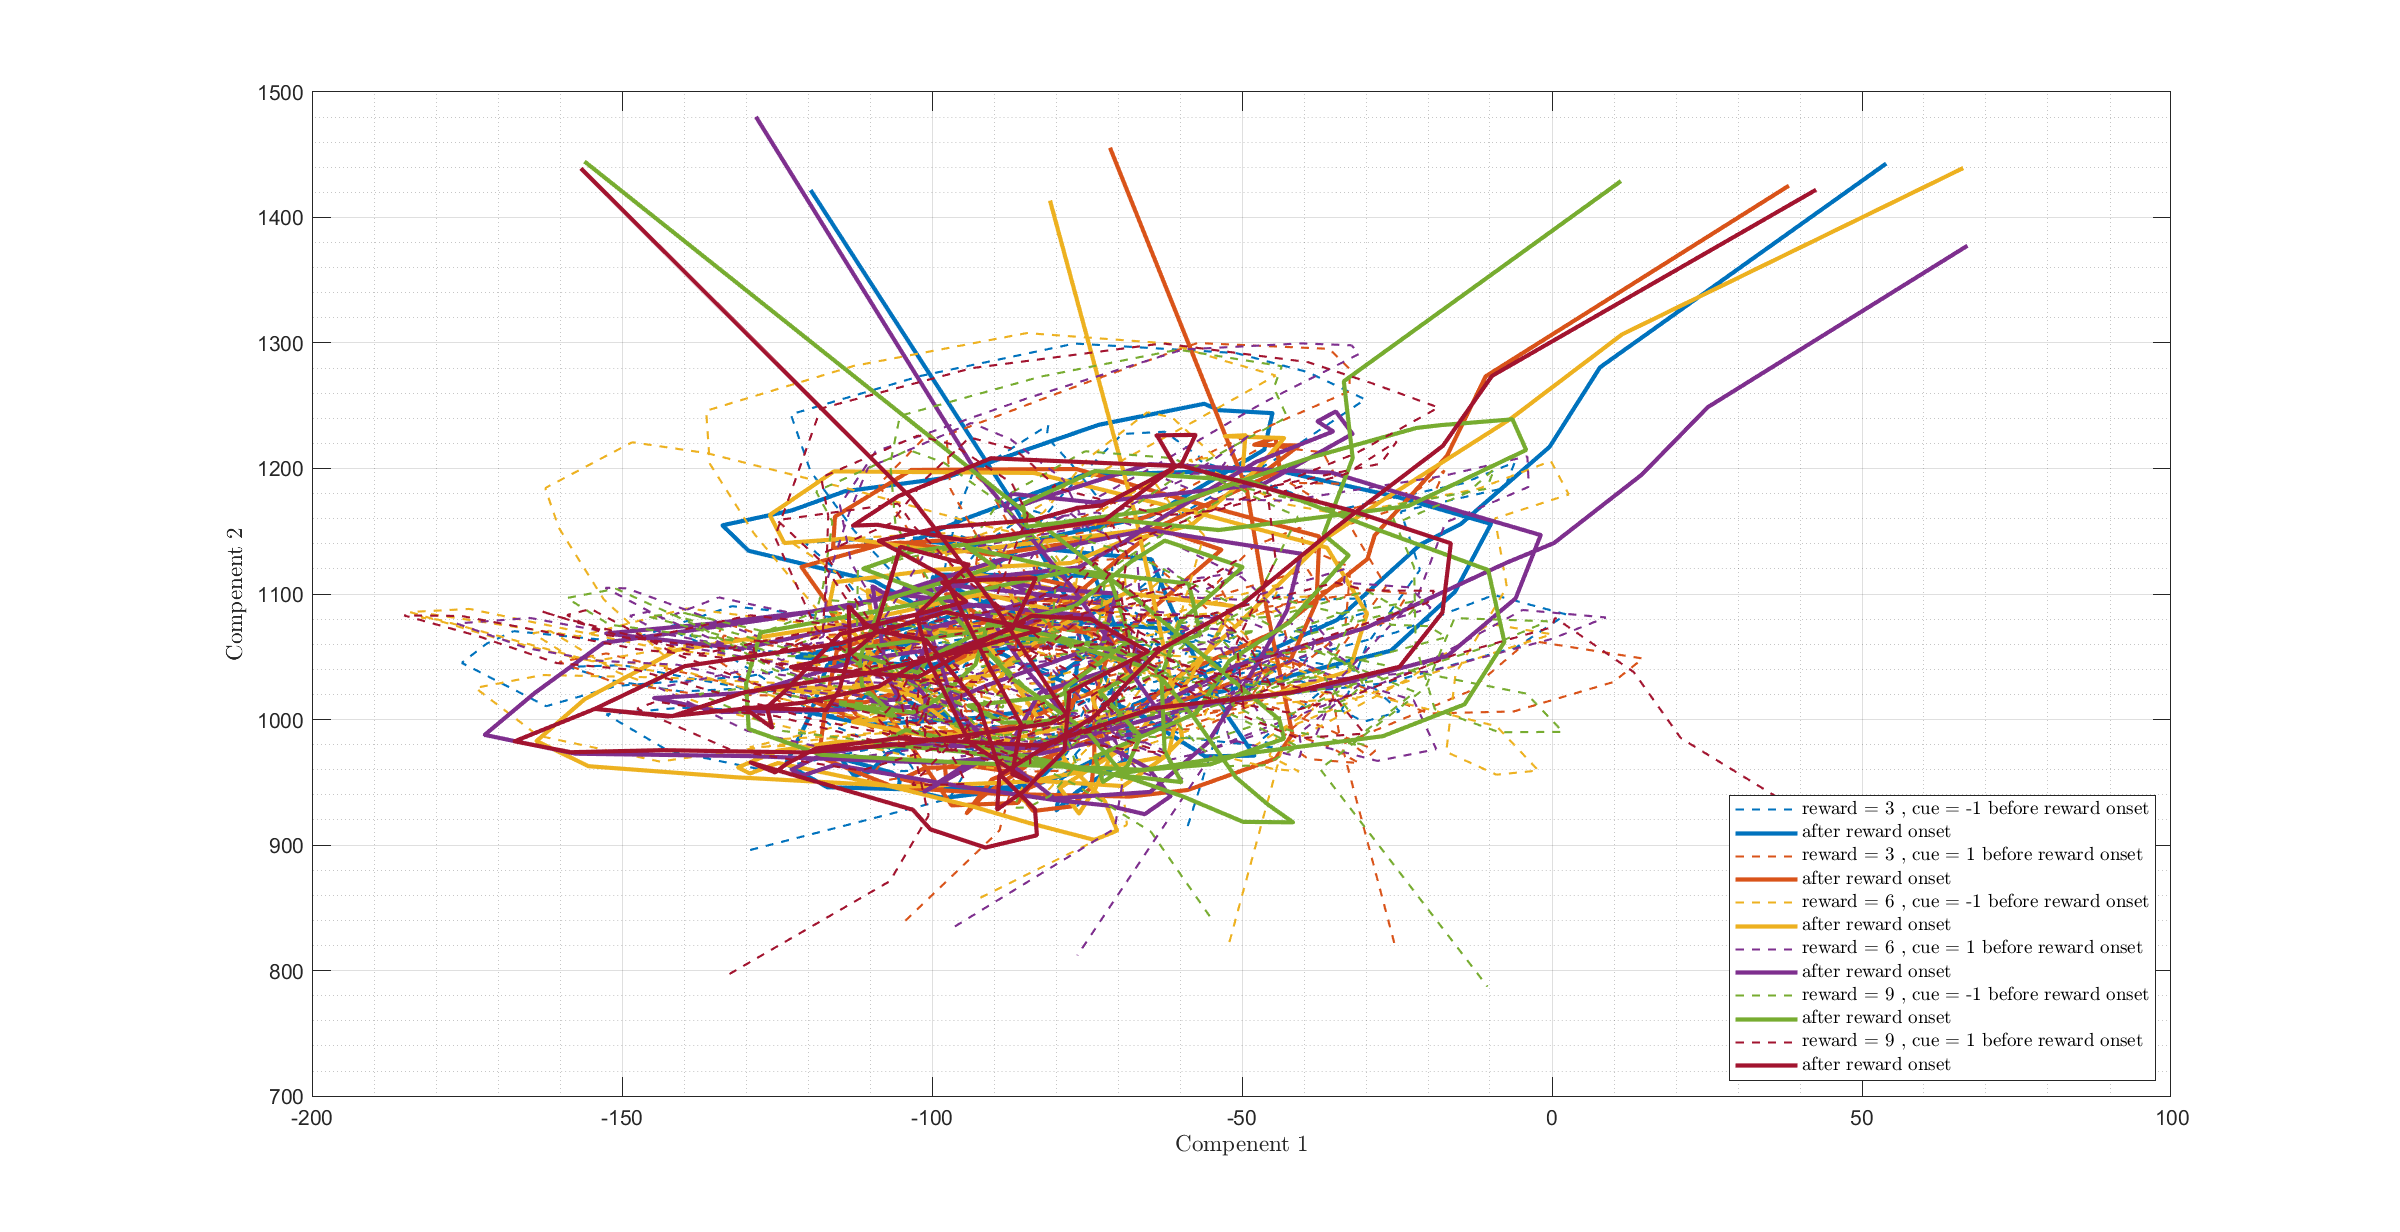 1500
1400
1300
1200
1100
1000
900
800
700
-200
-150
-100
-50
0
50
100
Compenent 2
Compenent 1
reward = 3 , cue = -1 before reward onset
after reward onset
reward = 3 , cue = 1 before reward onset
after reward onset
reward = 6 , cue = -1 before reward onset
after reward onset
reward = 6 , cue = 1 before reward onset
after reward onset
reward = 9 , cue = -1 before reward onset
after reward onset
reward = 9 , cue = 1 before reward onset
after reward onset